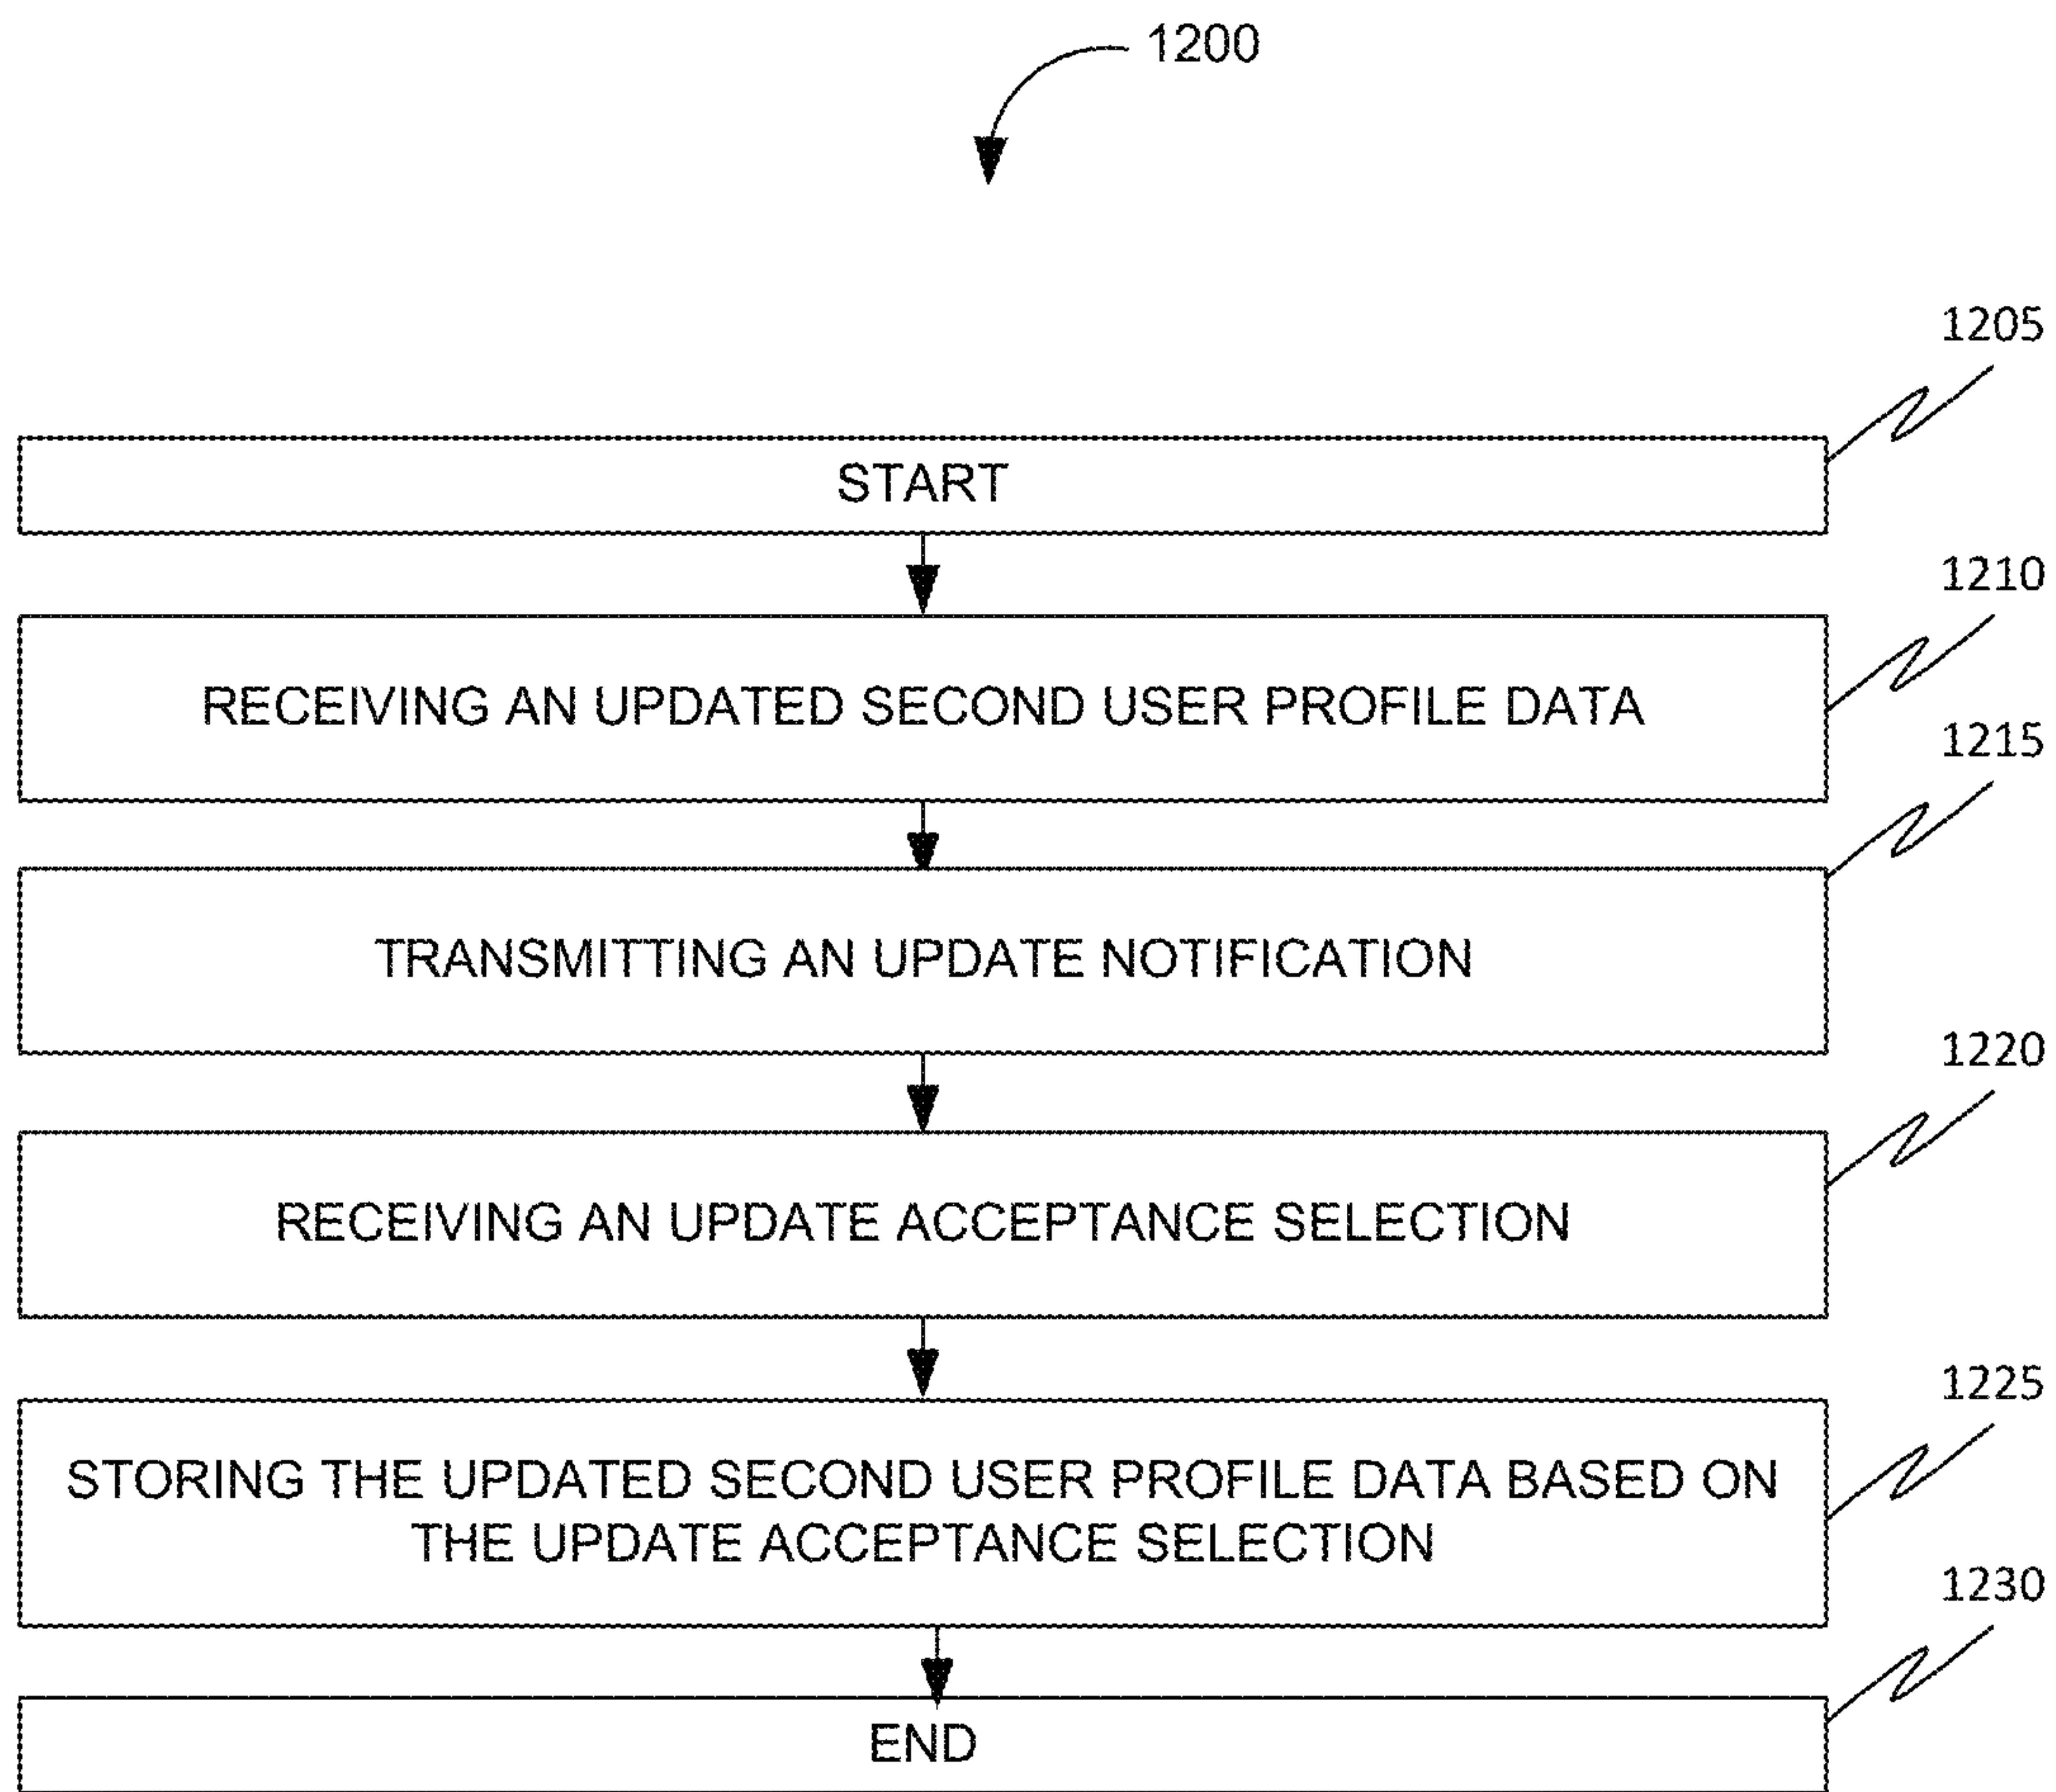 1200
1205
START
1210
RECEIVING AN UPDATED SECOND USER PROFILE DATA
1215
TRANSMITTING AN UPDATE NOTIFICATION
1220
RECEIVING AN UPDATE ACCEPTANCE SELECTION
1225
STORING THE UPDATED SECOND USER PROFILE DATA BASED ON
THE UPDATE ACCEPTANCE SELECTION
1230
END